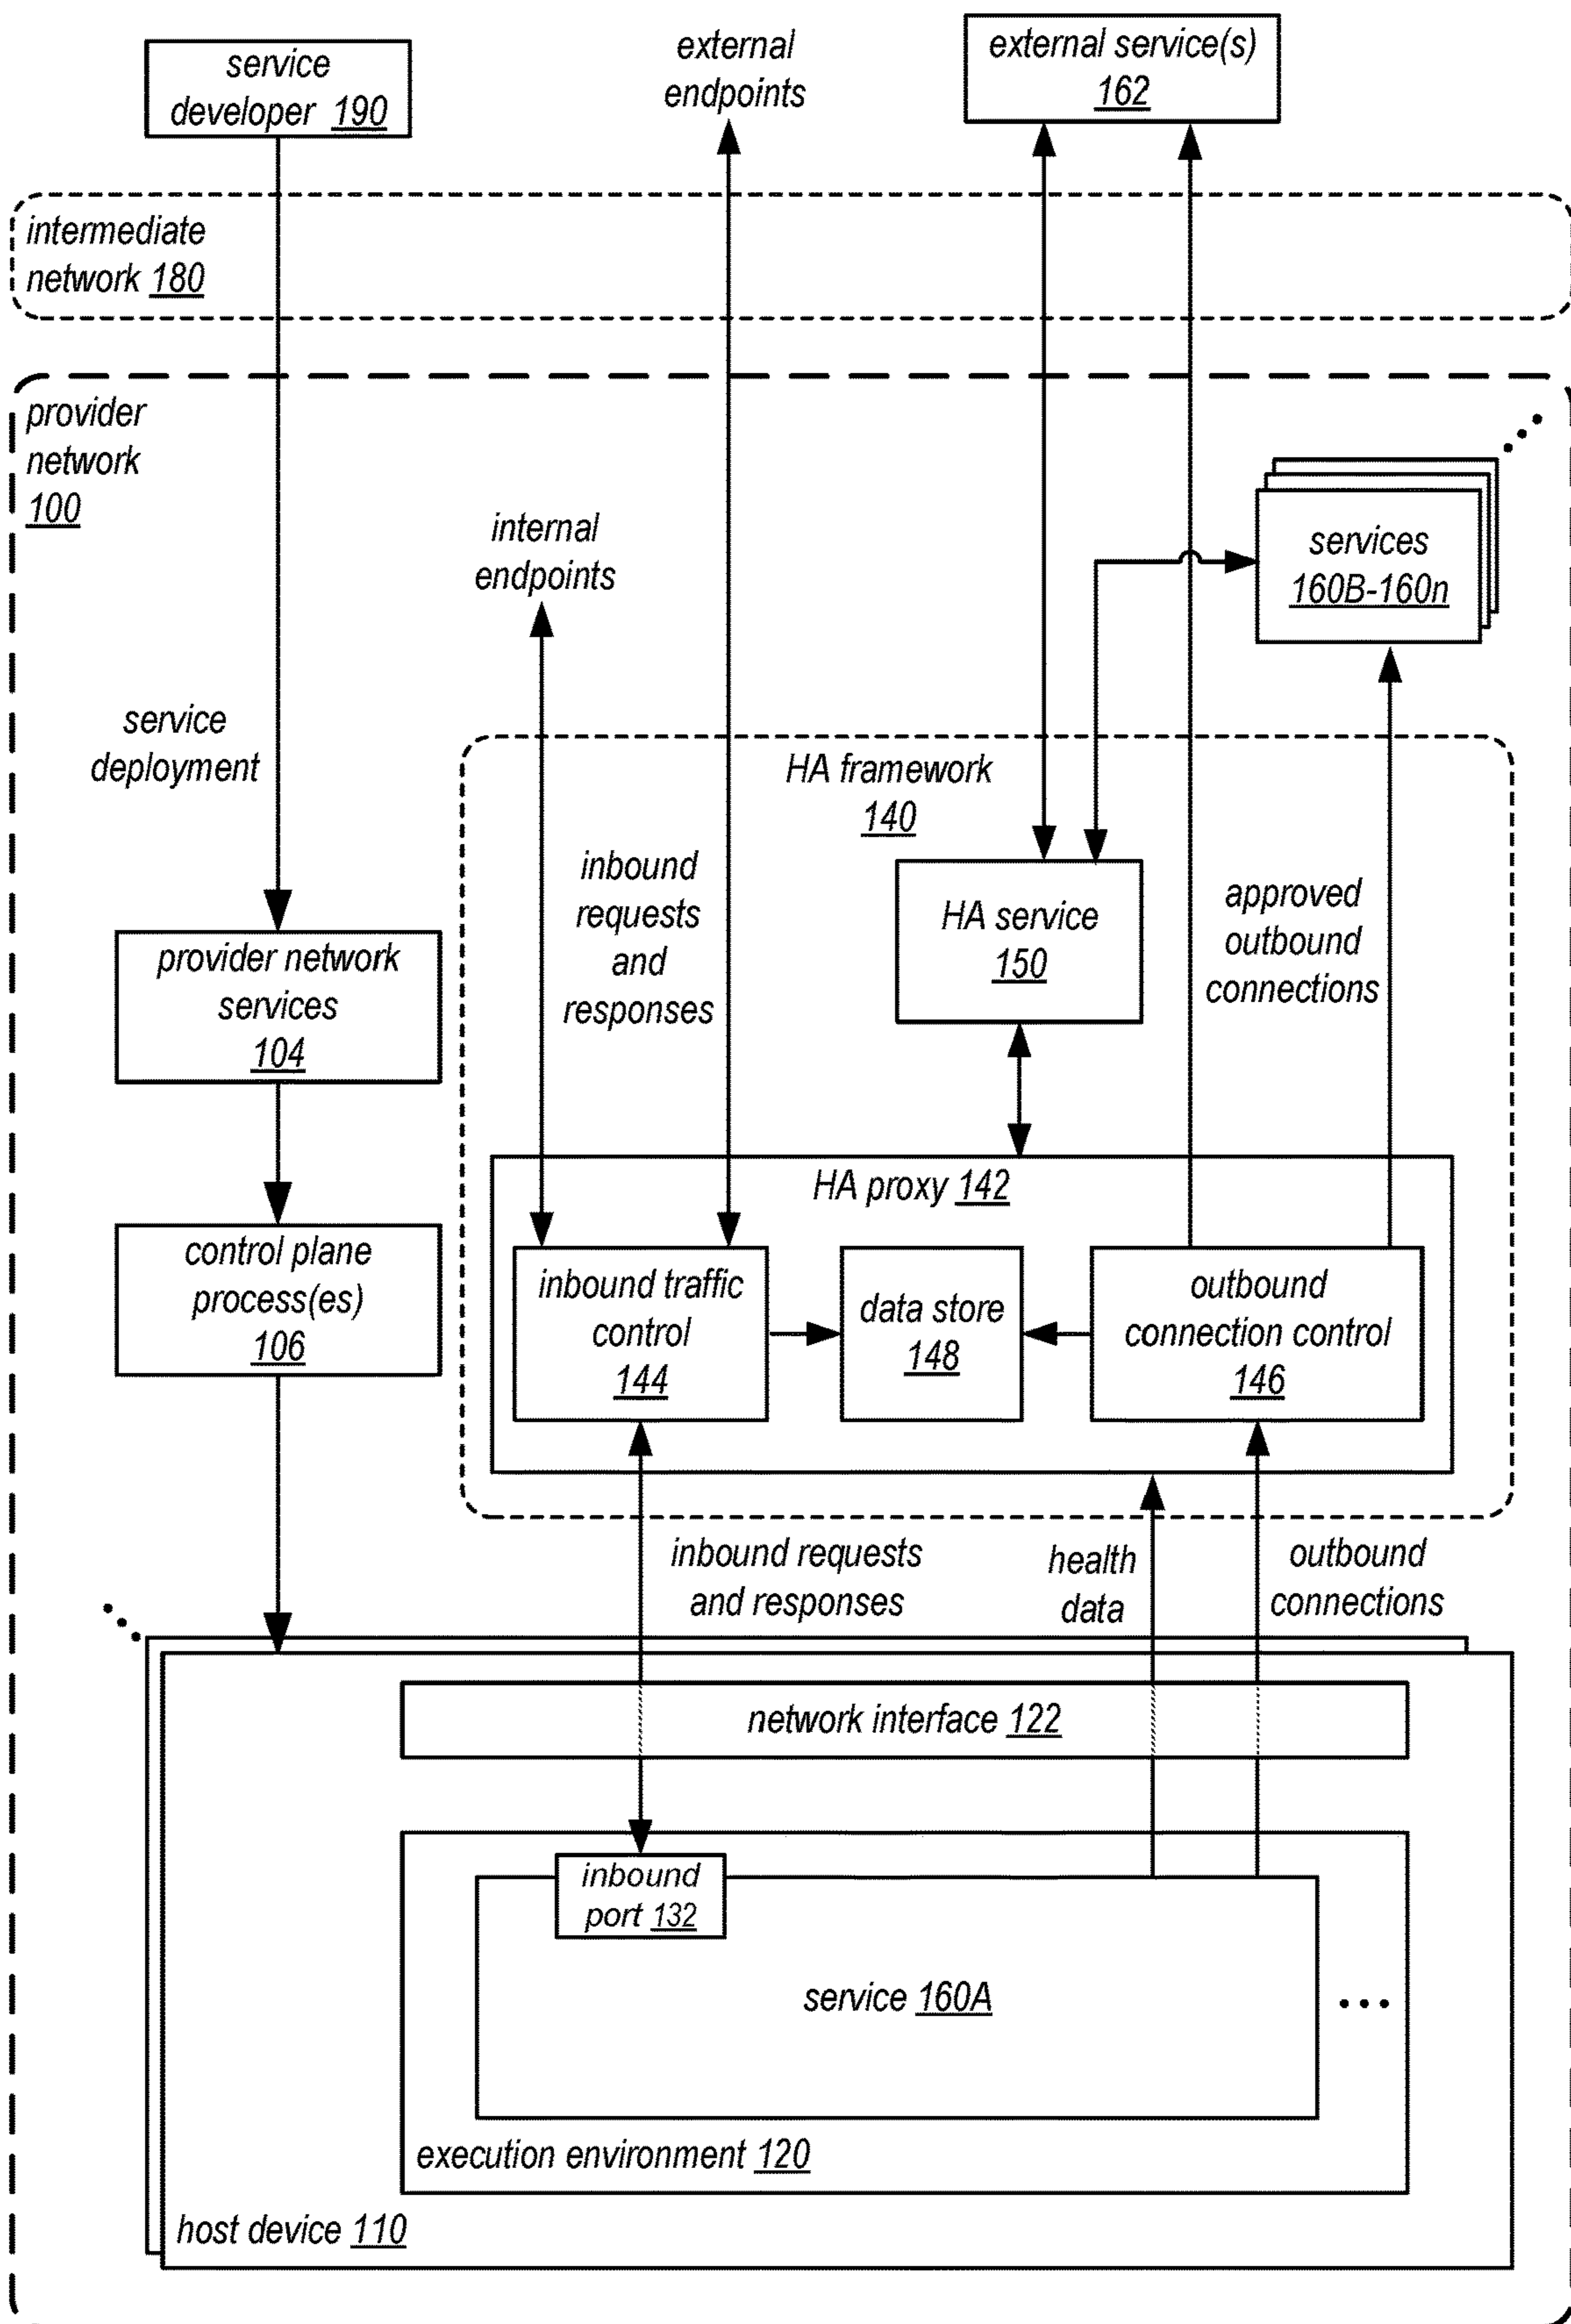 service
developer 190
external
endpoints
external service(s)
162
intermediate
network 180
provider
network
100
internal
endpoints
services
160B-160n
service
deployment
HA framework
140
inbound
requests
and
responses
HA service
150
approved
outbound
connections
provider network
services
104
HA proxy 142
control plane
process(es)
106
inbound traffic
control
144
data store
148
outbound
connection control
146
inbound requests
and responses
health
data
outbound
connections
network interface 122
inbound
port 132
service 160A
execution environment 120
host device 110